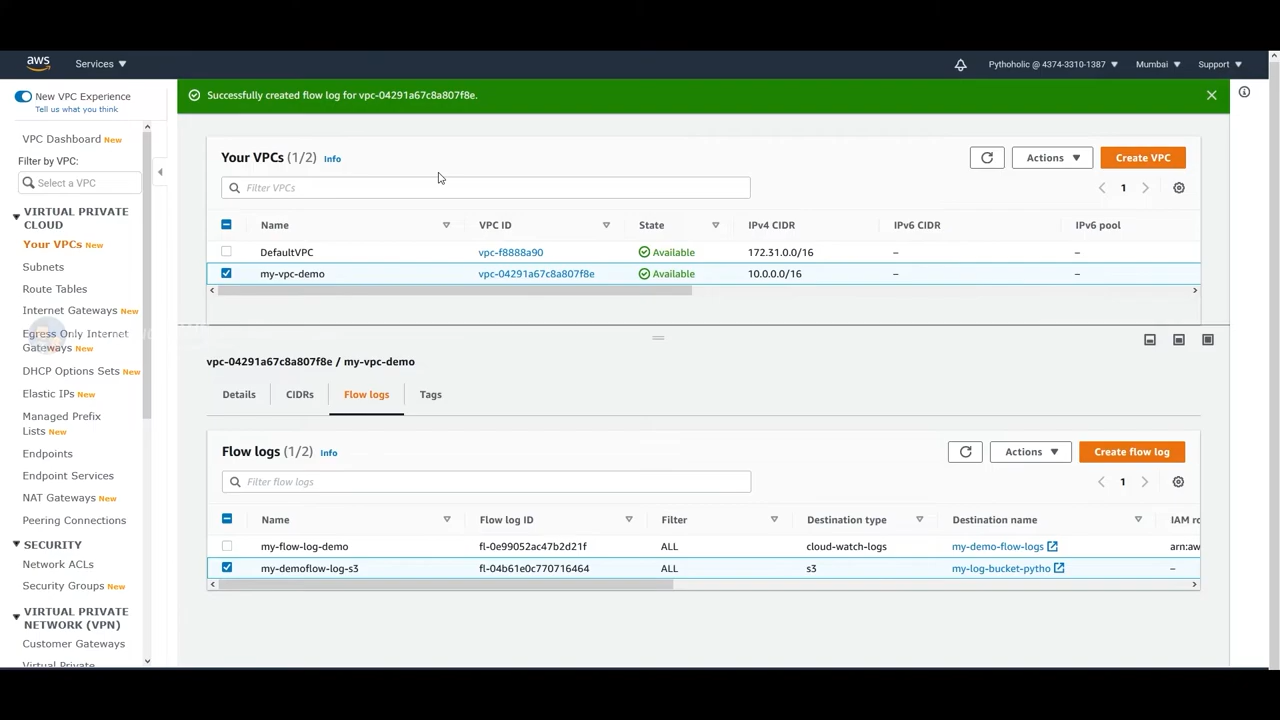 aws Services Pythoholic @ 4374-3310-1387 Mumbai Support
New VPC Experience
Tell us what you think
VPC Dashboard New
Filter by VPC:
Select a VPC
VIRTUAL PRIVATE
CLOUD
Your VPCs New
Subnets
Route Tables
Internet Gateways New
Egress Only Internet
Gateways New
DHCP Options Sets New
Elastic IPs New
Managed Prefix
Lists New
Endpoints
Endpoint Services
NAT Gateways New
Peering Connections
SECURITY
Network ACLs
Security Groups New
VIRTUAL PRIVATE
NETWORK (VPN)
Customer Gateways
Virtual Private
Successfully created flow log for vpc-04291a67c8a807f8e.
Your VPCs (1/2) Info
Actions
Create VPC
Filter VPCs
1
Name VPC ID State IPv4 CIDR IPv6 CIDR IPv6 pool
DefaultVPC vpc-f8888a90 Available 172.31.0.0/16 – –
my-vpc-demo vpc-04291a67c8a807f8e Available 10.0.0.0/16 – –
vpc-04291a67c8a807f8e / my-vpc-demo
Details CIDRs Flow logs Tags
Flow logs (1/2) Info
Actions
Create flow log
Filter flow logs
1
Name Flow log ID Filter Destination type Destination name IAM ro
my-flow-log-demo fl-0e99052ac47b2d21f ALL cloud-watch-logs my-demo-flow-logs arn:aw
my-demoflow-log-s3 fl-04b61e0c770716464 ALL s3 my-log-bucket-pytho –